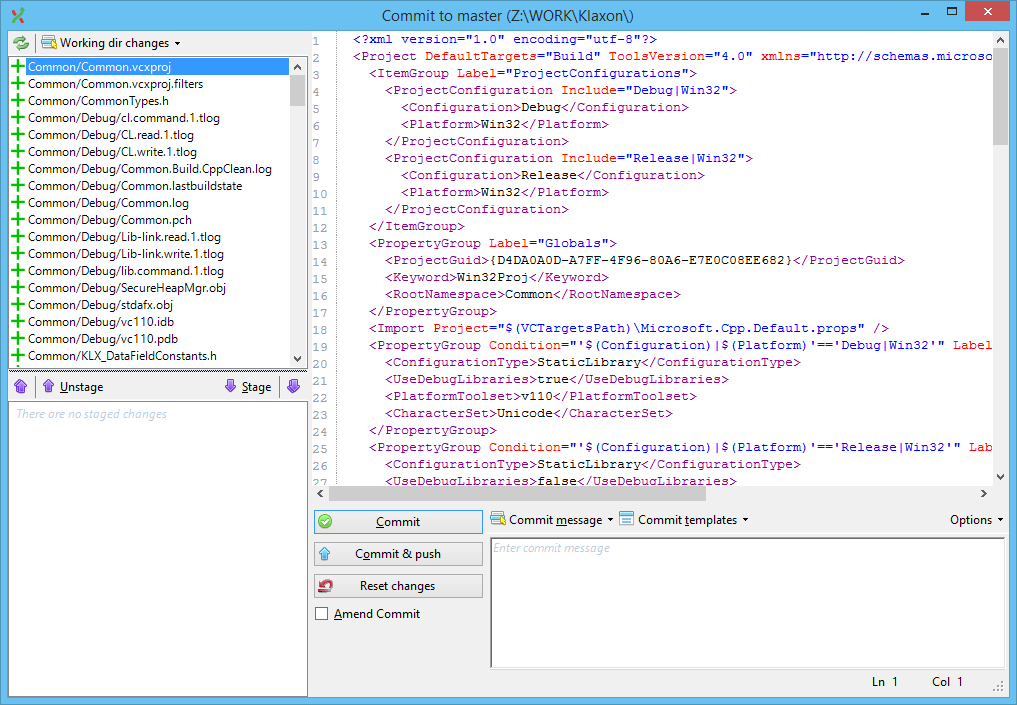 Commit to master (Z:\WORK\Klaxon\)
Working dir changes
Common/Common.vcxproj
Common/Common.vcxproj.filters
Common/CommonTypes.h
Common/Debug/cl.command.1.tlog
Common/Debug/CL.read.1.tlog
Common/Debug/CL.write.1.tlog
Common/Debug/Common.Build.CppClean.log
Common/Debug/Common.lastbuildstate
Common/Debug/Common.log
Common/Debug/Common.pch
Common/Debug/Lib-link.read.1.tlog
Common/Debug/Lib-link.write.1.tlog
Common/Debug/lib.command.1.tlog
Common/Debug/SecureHeapMgr.obj
Common/Debug/stdafx.obj
Common/Debug/vc110.idb
Common/Debug/vc110.pdb
Common/KLX_DataFieldConstants.h
Unstage Stage
There are no staged changes
1 <?xml version="1.0" encoding="utf-8"?>
2 <Project DefaultTargets="Build" ToolsVersion="4.0" xmlns="http://schemas.microso
3 <ItemGroup Label="ProjectConfigurations">
4 <ProjectConfiguration Include="Debug|Win32">
5 <Configuration>Debug</Configuration>
6 <Platform>Win32</Platform>
7 </ProjectConfiguration>
8 <ProjectConfiguration Include="Release|Win32">
9 <Configuration>Release</Configuration>
10 <Platform>Win32</Platform>
11 </ProjectConfiguration>
12 </ItemGroup>
13 <PropertyGroup Label="Globals">
14 <ProjectGuid>{D4DA0A0D-A7FF-4F96-80A6-E7E0C08EE682}</ProjectGuid>
15 <Keyword>Win32Proj</Keyword>
16 <RootNamespace>Common</RootNamespace>
17 </PropertyGroup>
18 <Import Project="$(VCTargetsPath)\Microsoft.Cpp.Default.props" />
19 <PropertyGroup Condition="'$(Configuration)|$(Platform)'=='Debug|Win32'" Label
20 <ConfigurationType>StaticLibrary</ConfigurationType>
21 <UseDebugLibraries>true</UseDebugLibraries>
22 <PlatformToolset>v110</PlatformToolset>
23 <CharacterSet>Unicode</CharacterSet>
24 </PropertyGroup>
25 <PropertyGroup Condition="'$(Configuration)|$(Platform)'=='Release|Win32'" Lab
26 <ConfigurationType>StaticLibrary</ConfigurationType>
27 <UseDebugLibraries>false</UseDebugLibraries>
Commit
Commit & push
Reset changes
Amend Commit
Commit message Commit templates Options
Enter commit message
Ln 1 Col 1